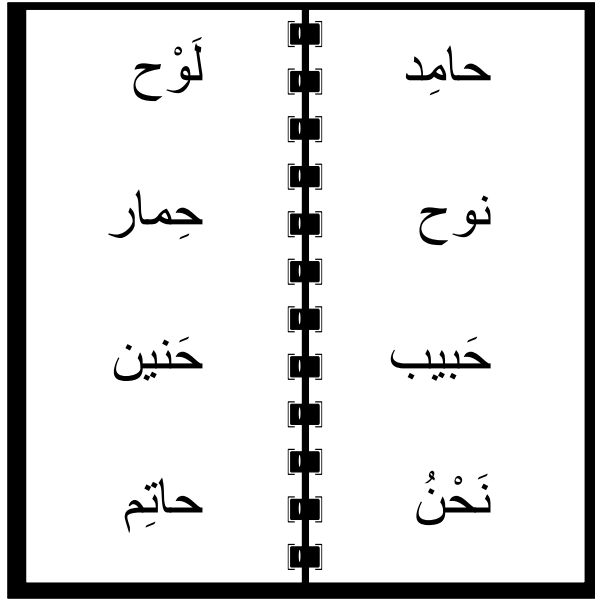 حامِد
نوح
حَبيب
نَحْنُ
لَوْح
حِمار
حَنين
حاتِم